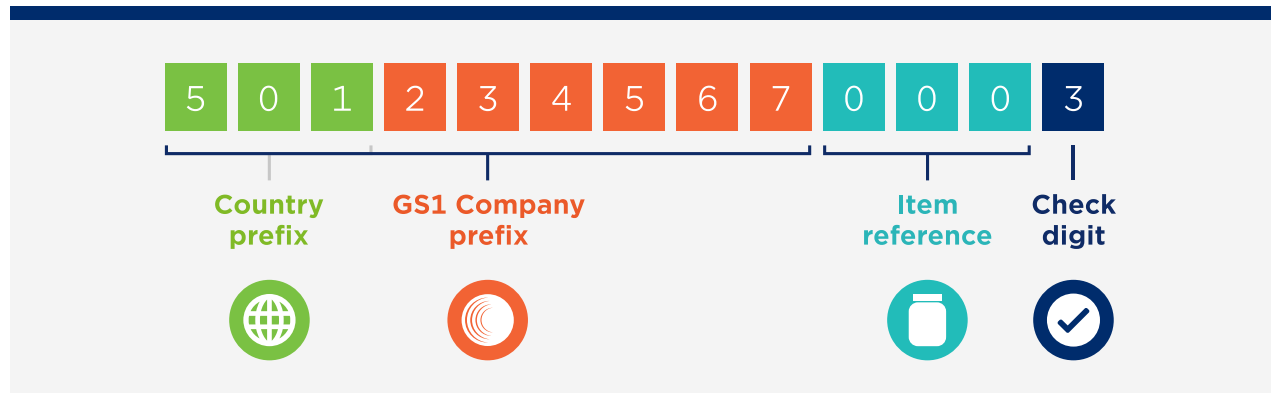 5 0 1 2 3 4 5 6 7 0 0 0 3
Country
prefix
GS1 Company
prefix
Item
reference
Check
digit